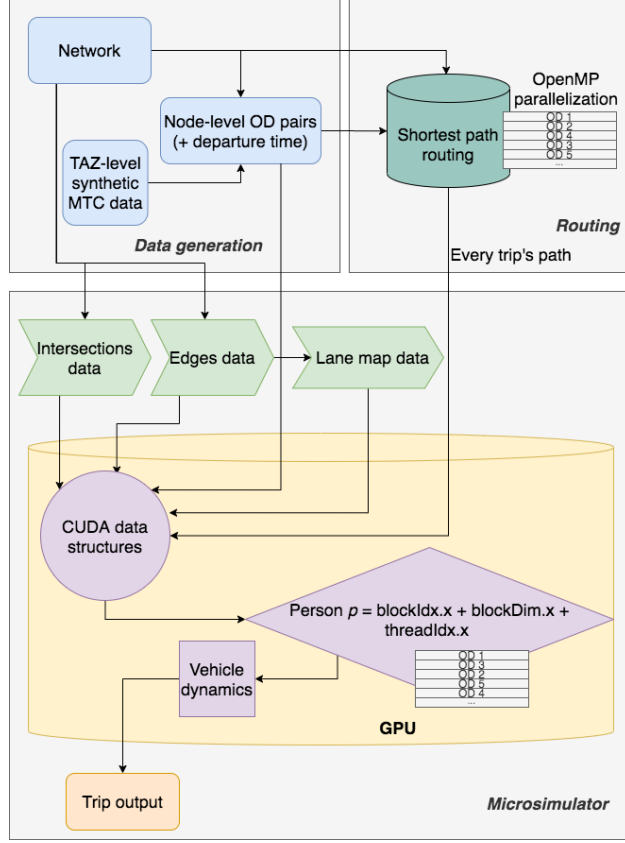 Network
Node-level OD pairs
(+ departure time)
TAZ-level
synthetic
MTC data
Data generation
OpenMP
parallelization
Shortest path
routing
OD 1
OD 2
OD 4
OD 3
OD 5
...
Routing
Every trip's path
Intersections
data
Edges data
Lane map data
CUDA data
structures
Person p = blockIdx.x + blockDim.x +
threadIdx.x
OD 1
OD 3
OD 2
OD 5
OD 4
...
Vehicle
dynamics
GPU
Trip output
Microsimulator